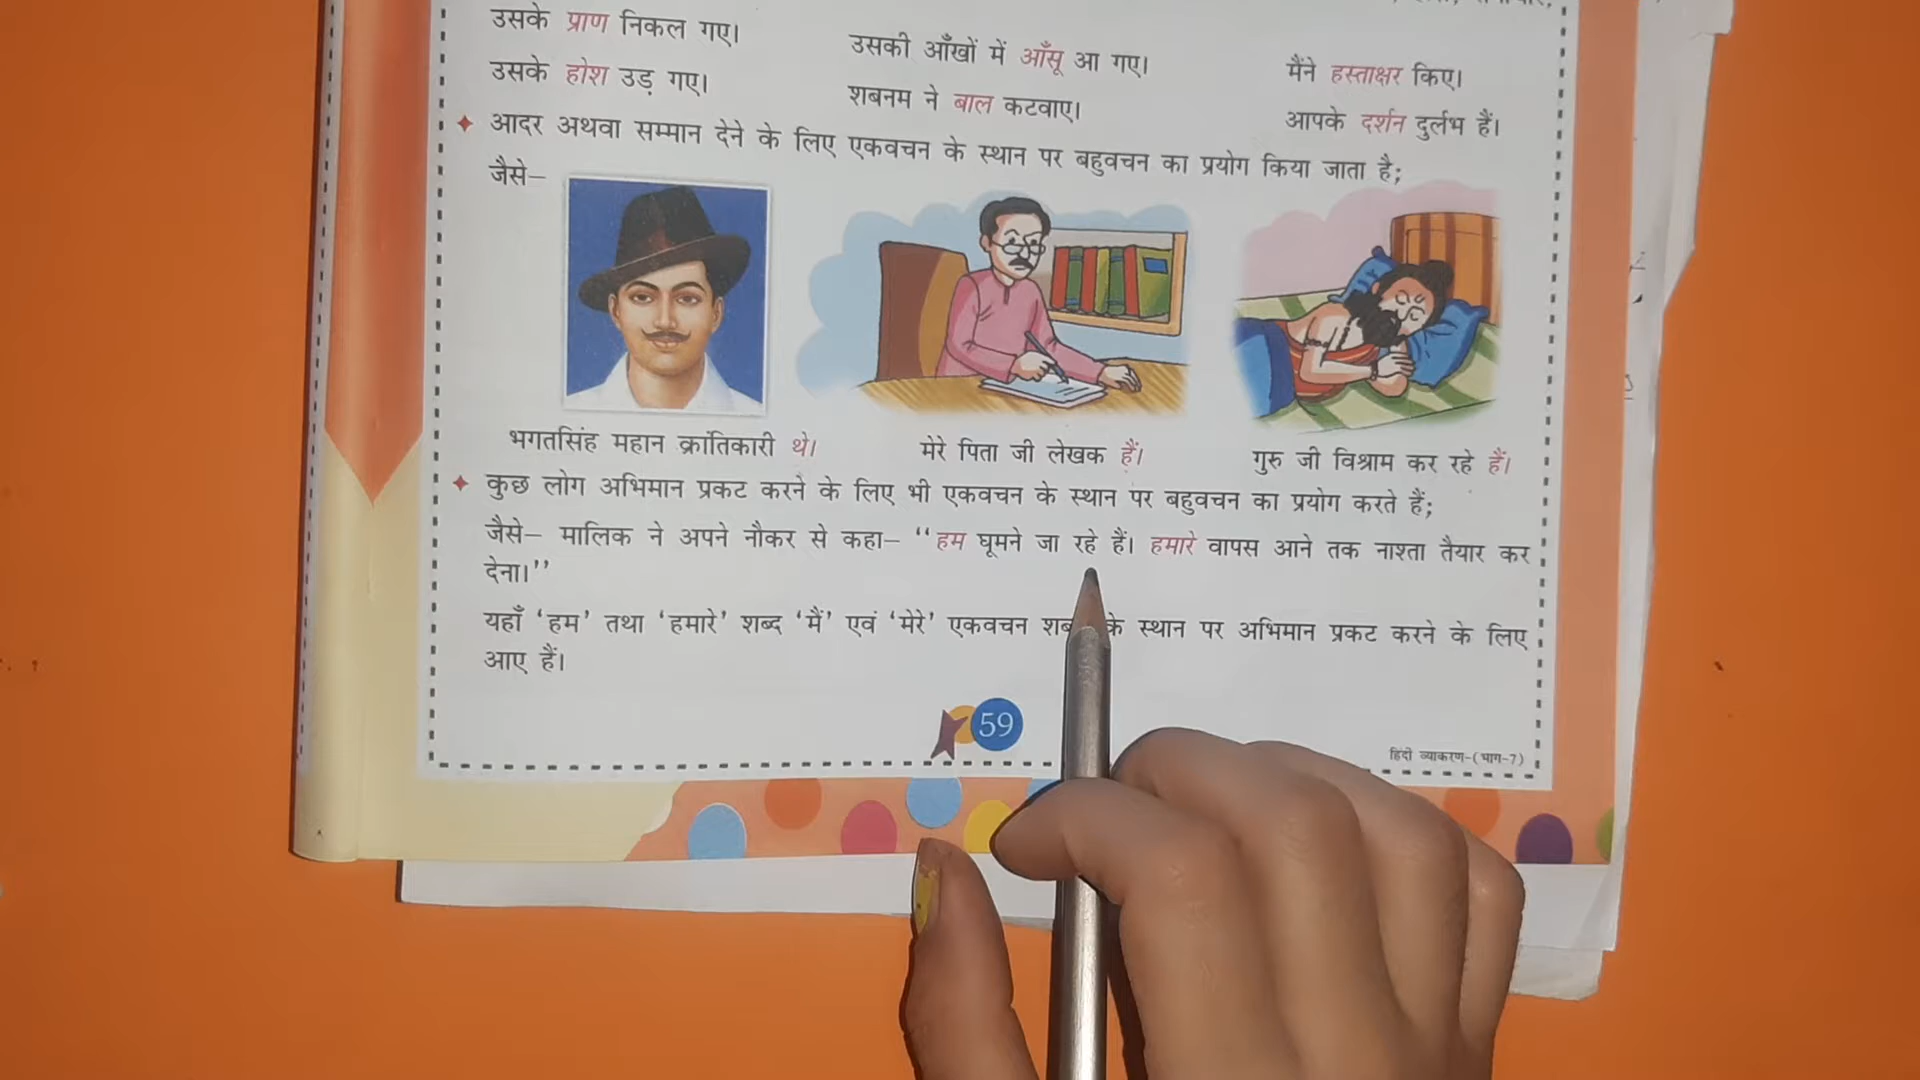 उसके प्राण निकल गए।
उसकी आँखों में आँसू आ गए।
मैंने हस्ताक्षर किए।
उसके होश उड़ गए।
शबनम ने बाल कटवाए।
आपके दर्शन दुर्लभ हैं।
आदर अथवा सम्मान देने के लिए एकवचन के स्थान पर बहुवचन का प्रयोग किया जाता है;
जैसे–
भगतसिंह महान क्रांतिकारी थे।
मेरे पिता जी लेखक हैं।
गुरु जी विश्राम कर रहे हैं।
कुछ लोग अभिमान प्रकट करने के लिए भी एकवचन के स्थान पर बहुवचन का प्रयोग करते हैं;
जैसे– मालिक ने अपने नौकर से कहा– “हम घूमने जा रहे हैं। हमारे वापस आने तक नाश्ता तैयार कर
देना।”
यहाँ ‘हम’ तथा ‘हमारे’ शब्द ‘मैं’ एवं ‘मेरे’ एकवचन के स्थान पर अभिमान प्रकट करने के लिए
आए हैं।
59
हिंदी व्याकरण-(भाग-7)